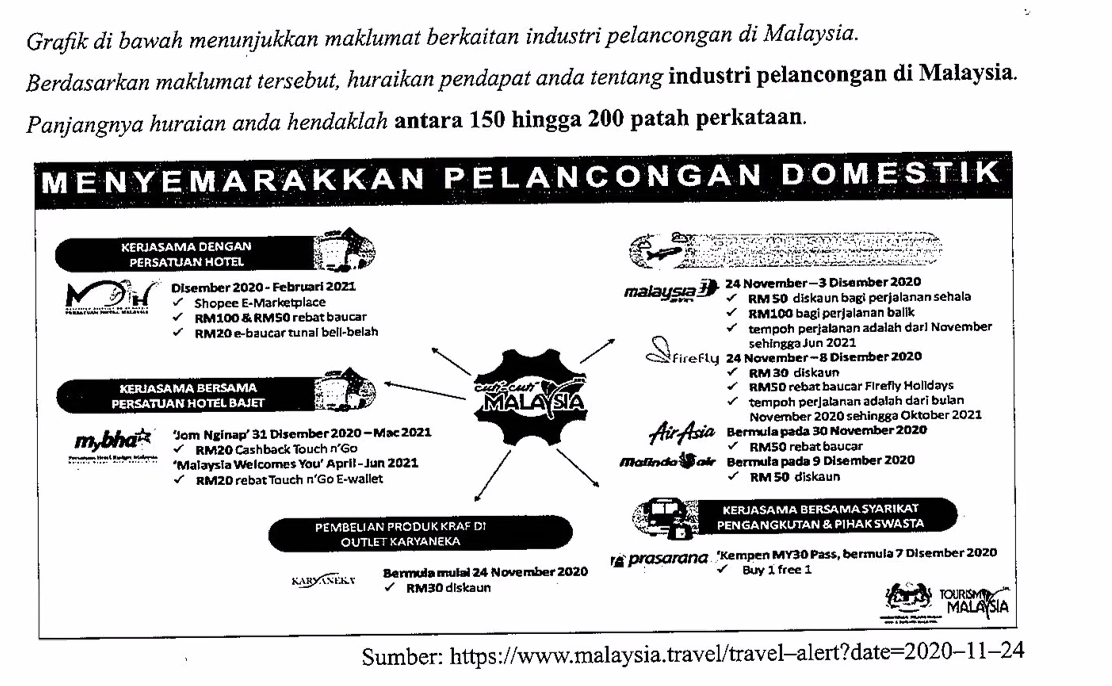 Grafik di bawah menunjukkan maklumat berkaitan industri pelancongan di Malaysia.
Berdasarkan maklumat tersebut, huraikan pendapat anda tentang industri pelancongan di Malaysia.
Panjangnya huraian anda hendaklah antara 150 hingga 200 patah perkataan.
MENYEMARAKKAN PELANCONGAN DOMESTIK
KERJASAMA DENGAN
PERSATUAN HOTEL
Disember 2020 - Februari 2021
✓ Shopee E-Marketplace
✓ RM100 & RM50 rebat baucar
✓ RM20 e-baucar tunai beli-belah
KERJASAMA BERSAMA
PERSATUAN HOTEL BAJET
mybha
'Jom Nginap' 31 Disember 2020 – Mac 2021
✓ RM20 Cashback Touch n'Go
'Malaysia Welcomes You' April - Jun 2021
✓ RM20 rebat Touch n'Go E-wallet
cuti-cuti
MALAYSIA
malaysia
24 November – 3 Disember 2020
✓ RM 50 diskaun bagi perjalanan sehala
✓ RM100 bagi perjalanan balik
✓ tempoh perjalanan adalah dari November
sehingga Jun 2021
firefly
24 November – 8 Disember 2020
✓ RM 30 diskaun
✓ RM50 rebat baucar Firefly Holidays
✓ tempoh perjalanan adalah dari bulan
November 2020 sehingga Oktober 2021
AirAsia
Bermula pada 30 November 2020
✓ RM50 rebat baucar
malindo air
Bermula pada 9 Disember 2020
✓ RM 50 diskaun
PEMBELIAN PRODUK KRAF DI
OUTLET KARYANEKA
KARYANEKA
Bermula mulai 24 November 2020
✓ RM30 diskaun
KERJASAMA BERSAMA SYARIKAT
PENGANGKUTAN & PIHAK SWASTA
prasarana
'Kempen MY30 Pass, bermula 7 Disember 2020
✓ Buy 1 free 1
TOURISM
MALAYSIA
Sumber: https://www.malaysia.travel/travel–alert?date=2020–11–24